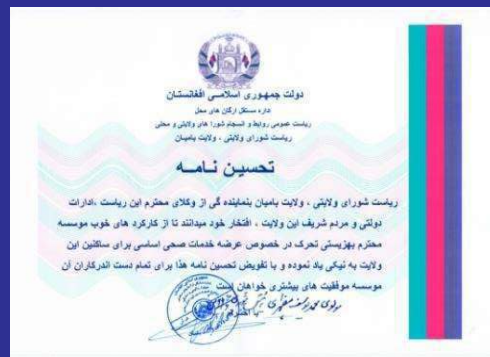 دولت جمهوری اسلامی افغانستان
اداره مستقل ارگان های محل
ریاست عمومی روابط و انسجام شورا های ولایتی و محلی
ریاست شورای ولایتی ، ولایت بامیان
تحسین نامه
ریاست شورای ولایتی ، ولایت بامیان بنماینده گی از وکلای محترم این ریاست ،ادارات
دولتی و مردم شریف این ولایت ، افتخار خود میدانند تا از کارکرد های خوب موسسه
محترم بهزیستی تحرک در خصوص عرضه خدمات صحی اساسی برای ساکنین این
ولایت به نیکی یاد نموده و با تفویض تحسین نامه هذا برای تمام دست اندرکاران آن
موسسه موفقیت های بیشتری خواهان است